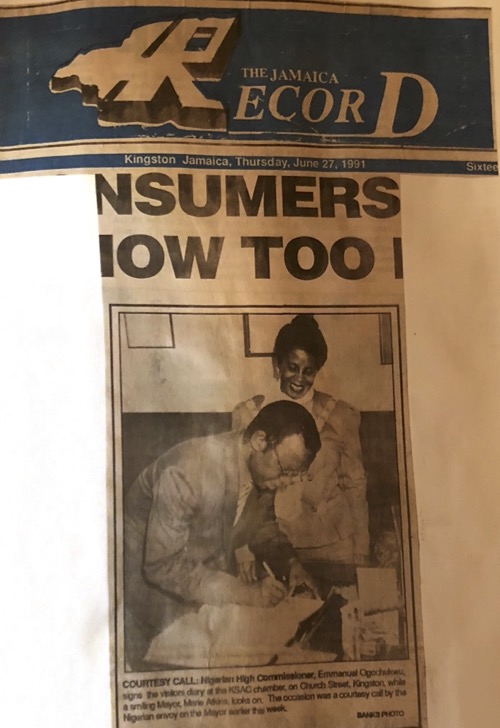 THE JAMAICA
RECORD
Kingston Jamaica, Thursday, June 27, 1991
Sixtee
NSUMERS
HOW TOO
COURTESY CALL: Nigerian High Commissioner, Emmanuel Ogochukwu,
signs the visitors diary at the KSAC chamber, on Church Street, Kingston, while
a smiling Mayor, Marie Atkins, looks on. The occasion was a courtesy call by the
Nigerian envoy on the Mayor earlier this week.
BANKS PHOTO